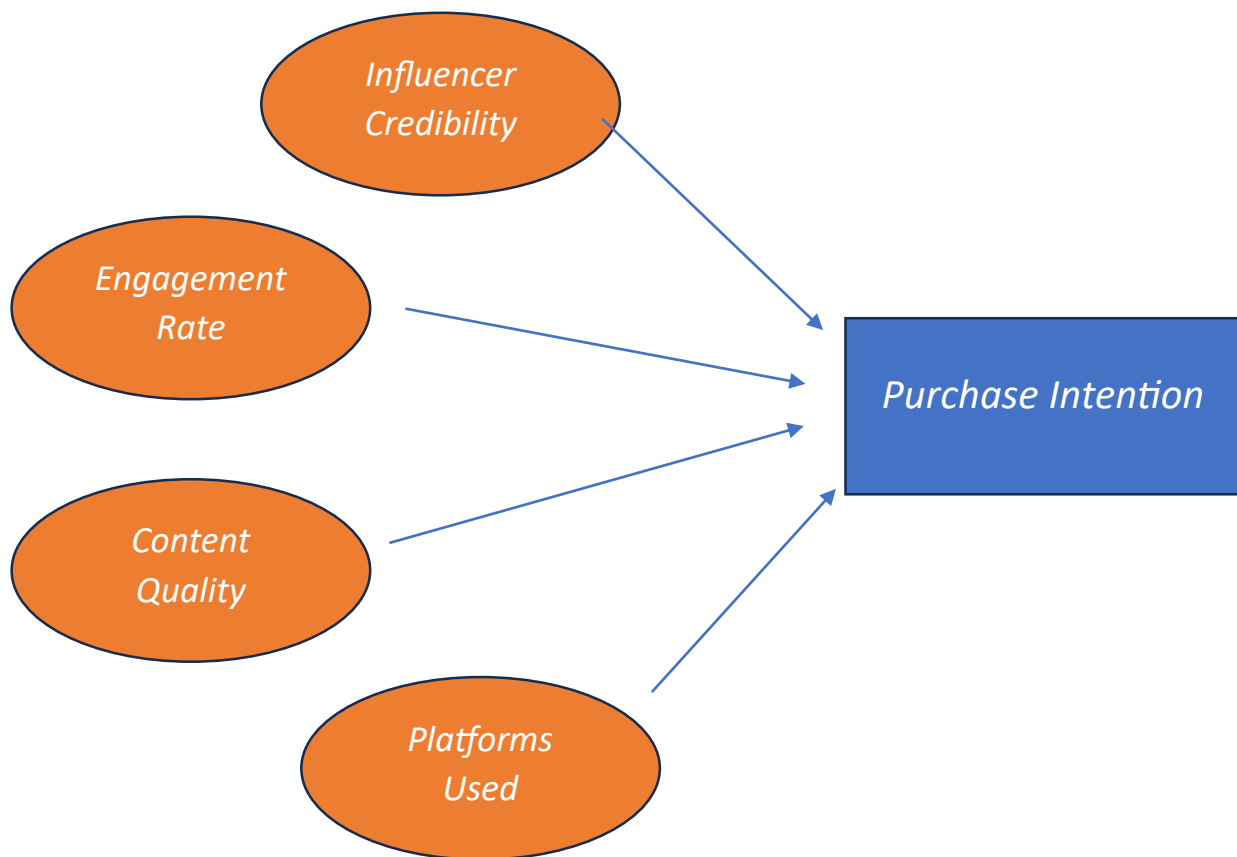 Influencer
Credibility
Engagement
Rate
Purchase Intention
Content
Quality
Platforms
Used